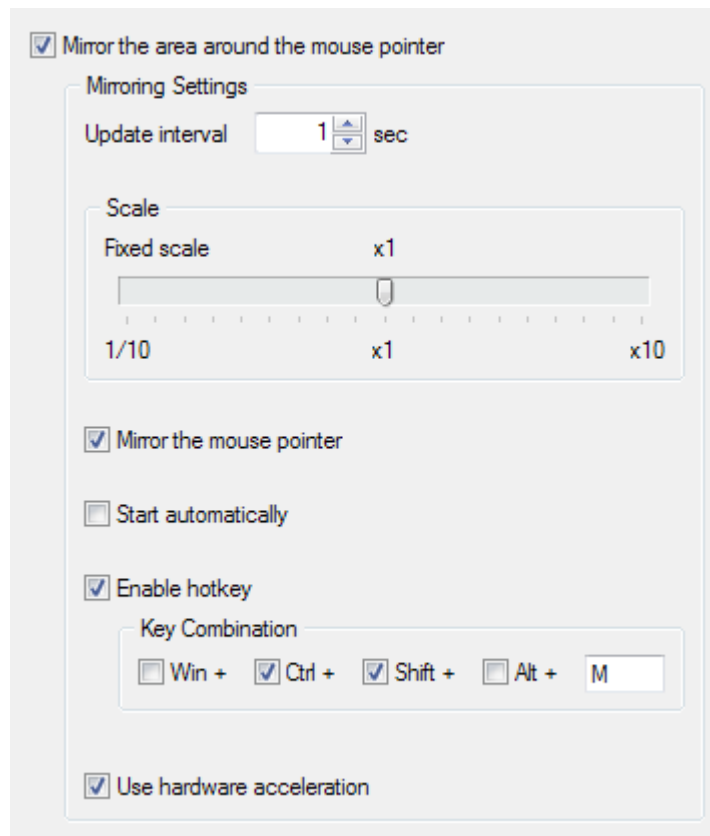 Mirror the area around the mouse pointer
Mirroring Settings
Update interval 1 sec
Scale
Fixed scale x1
1/10 x1 x10
Mirror the mouse pointer
Start automatically
Enable hotkey
Key Combination
Win + Ctrl + Shift + Alt + M
Use hardware acceleration